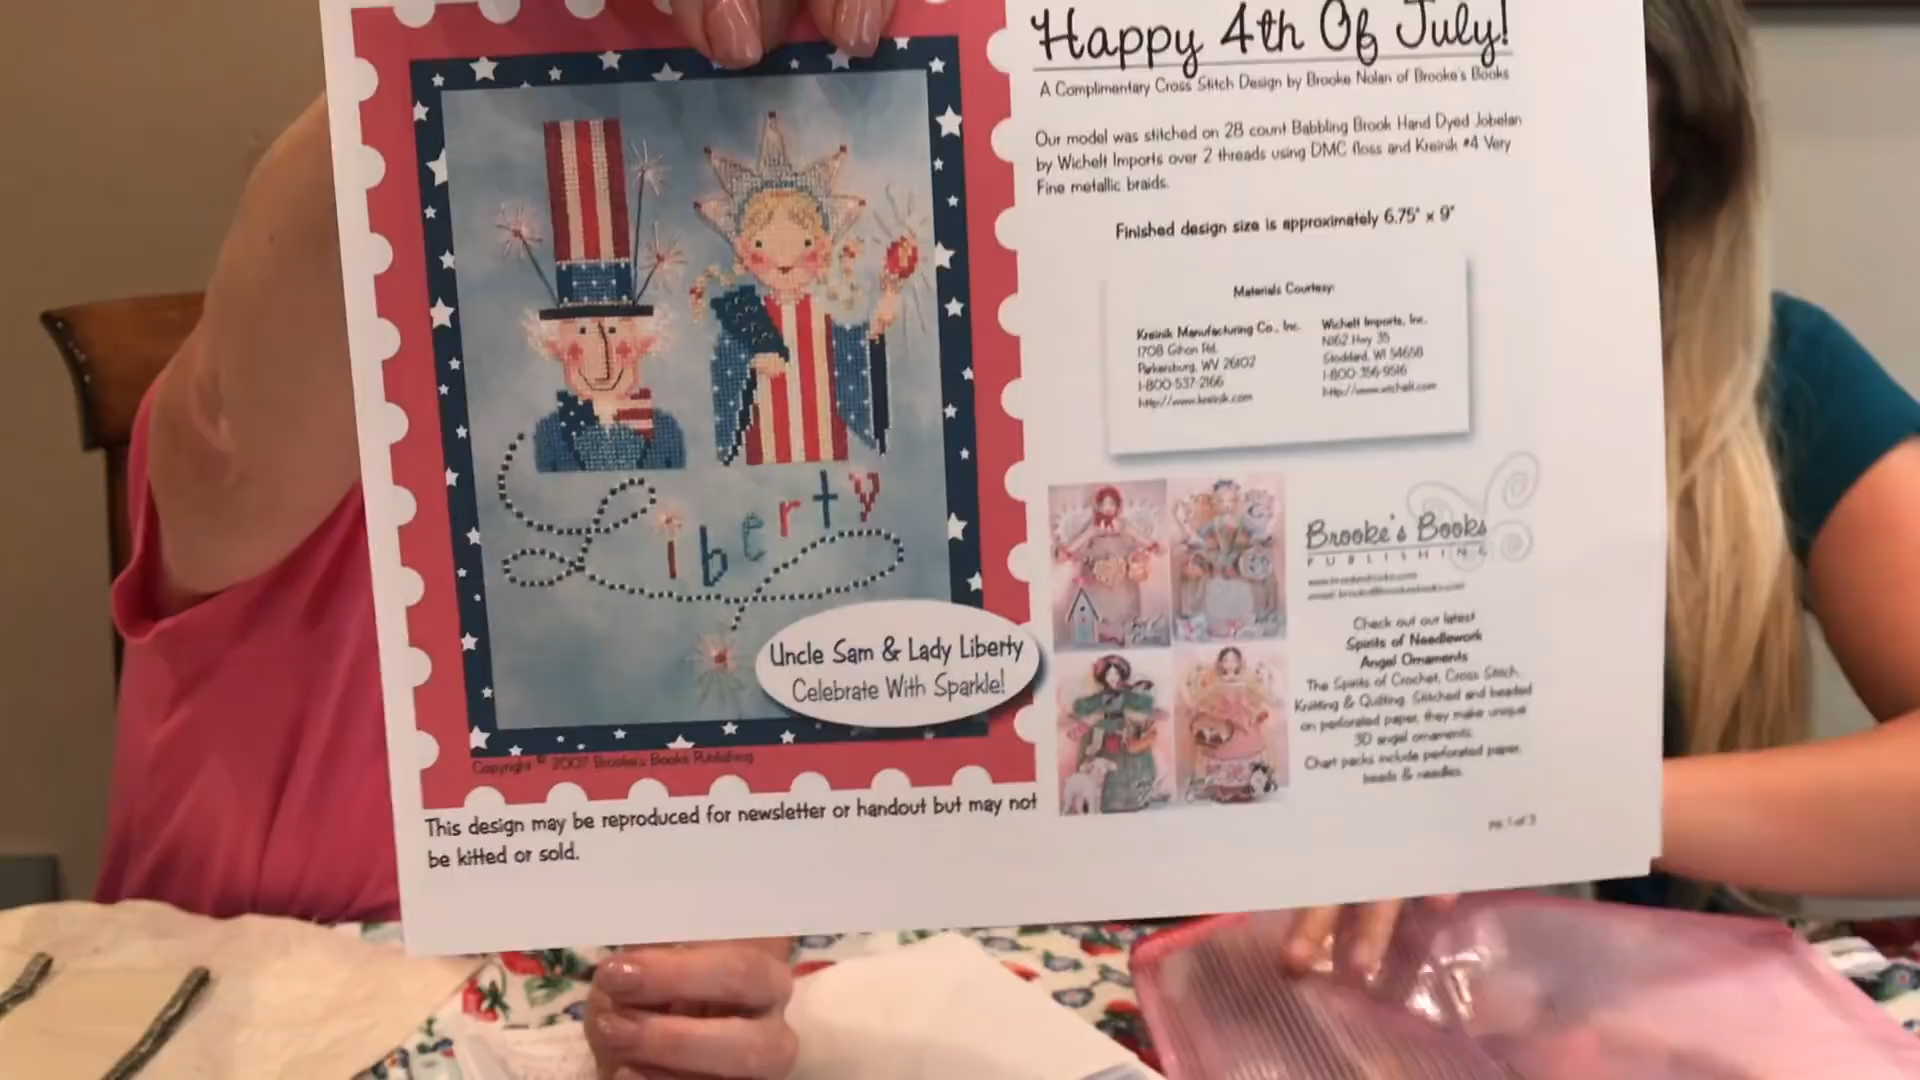 Happy 4th Of July!
A Complimentary Cross Stitch Design by Brooke Nolan of Brooke's Books
Our model was stitched on 28 count Babbling Brook Hand Dyed Jobelan
by Wichelt Imports over 2 threads using DMC floss and Kreinik #4 Very
Fine metallic braids.
Finished design size is approximately 6.75" x 9"
Materials Courtesy:
Kreinik Manufacturing Co., Inc.
1708 Gihon Rd.
Parkersburg, WV 26102
1-800-537-2166
http://www.kreinik.com
Wichelt Imports, Inc.
N162 Hwy 35
Stoddard, WI 54658
1-800-356-9516
http://www.wichelt.com
Liberty
Uncle Sam & Lady Liberty
Celebrate With Sparkle!
Copyright © 2007 Brooke's Books Publishing
This design may be reproduced for newsletter or handout but may not
be kitted or sold.
Brooke's Books
PUBLISHING
Check out our latest
Spirits of Needlework
Angel Ornaments
The Spirits of Crochet, Cross Stitch,
Knitting & Quilting. Stitched and beaded
on perforated paper, they make unique
3D angel ornaments.
Chart packs include perforated paper,
beads & needles.
PG. 1 of 3